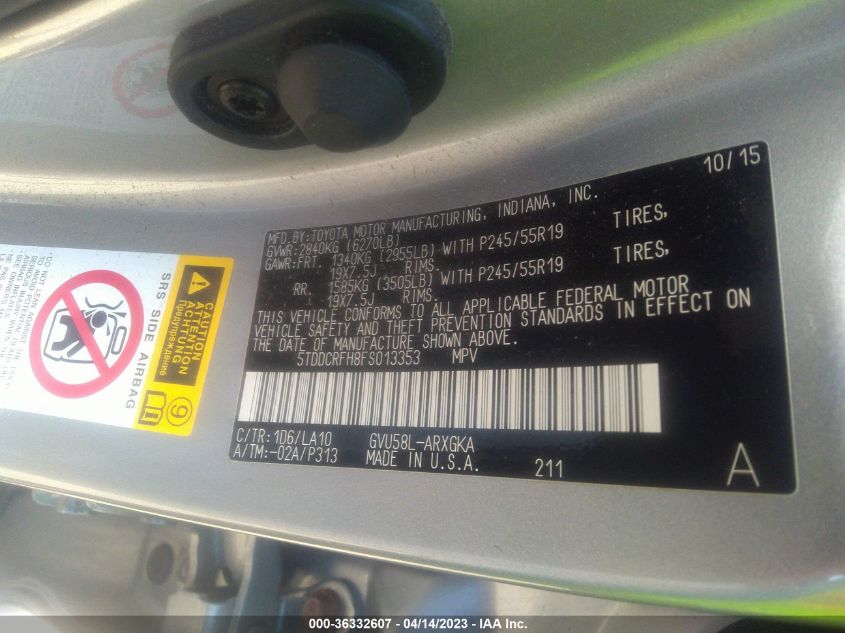 10/15
MFD.BY:TOYOTA MOTOR MANUFACTURING, INDIANA, INC.
GVWR:2840KG (6270LB)
GAWR:FRT. 1340KG (2955LB) WITH P245/55R19 TIRES,
19X7.5J RIMS.
RR. 1585KG (3505LB) WITH P245/55R19 TIRES,
19X7.5J RIMS.
THIS VEHICLE CONFORMS TO ALL APPLICABLE FEDERAL MOTOR
VEHICLE SAFETY AND THEFT PREVENTION STANDARDS IN EFFECT ON
THE DATE OF MANUFACTURE SHOWN ABOVE.
5TDDCRFH8FS013353 MPV
C/TR:1D6/LA10 GVU58L-ARXGKA
A/TM:-02A/P313 MADE IN U.S.A. 211 A
SRS SIDE AIRBAG
CAUTION
ATTENTION
ACHTUNG
Предупреждение
9
000-36332607 - 04/14/2023 - IAA Inc.